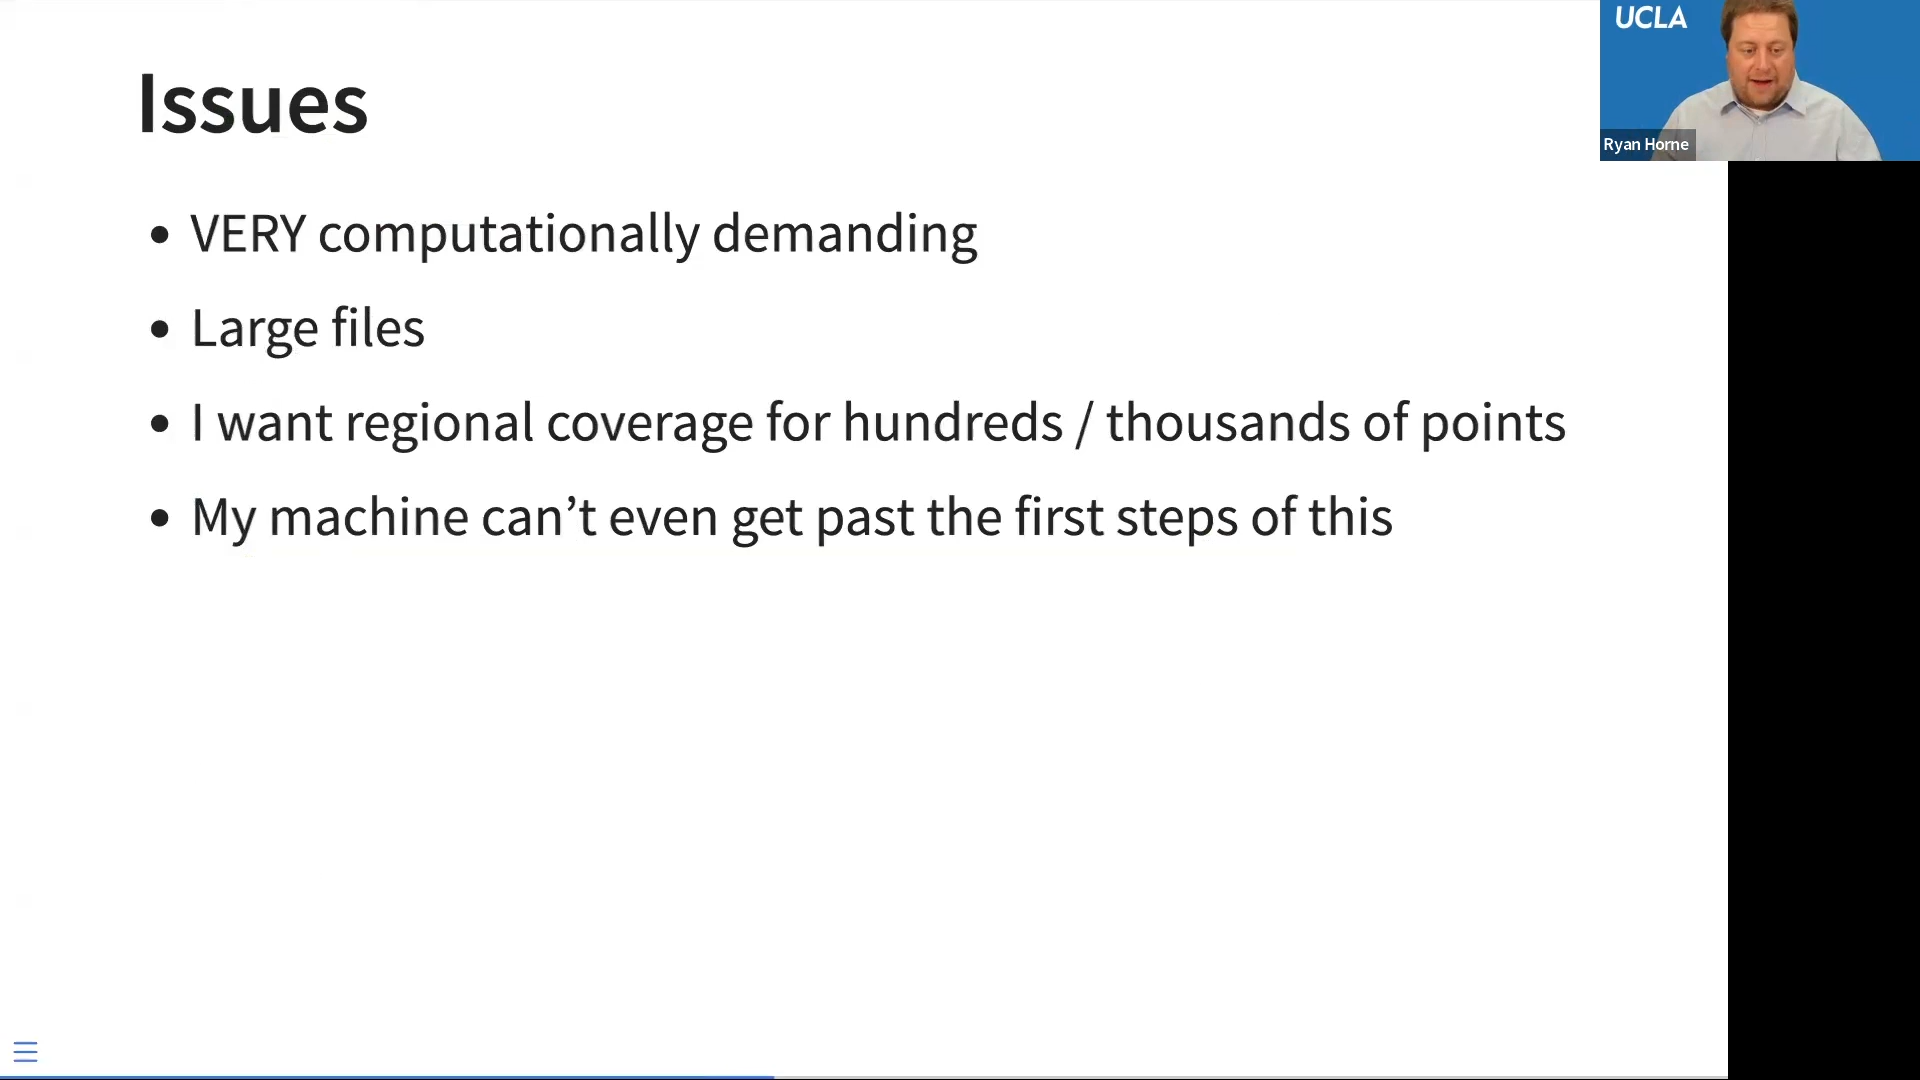 Issues
• VERY computationally demanding
• Large files
• I want regional coverage for hundreds / thousands of points
• My machine can’t even get past the first steps of this
UCLA
Ryan Horne